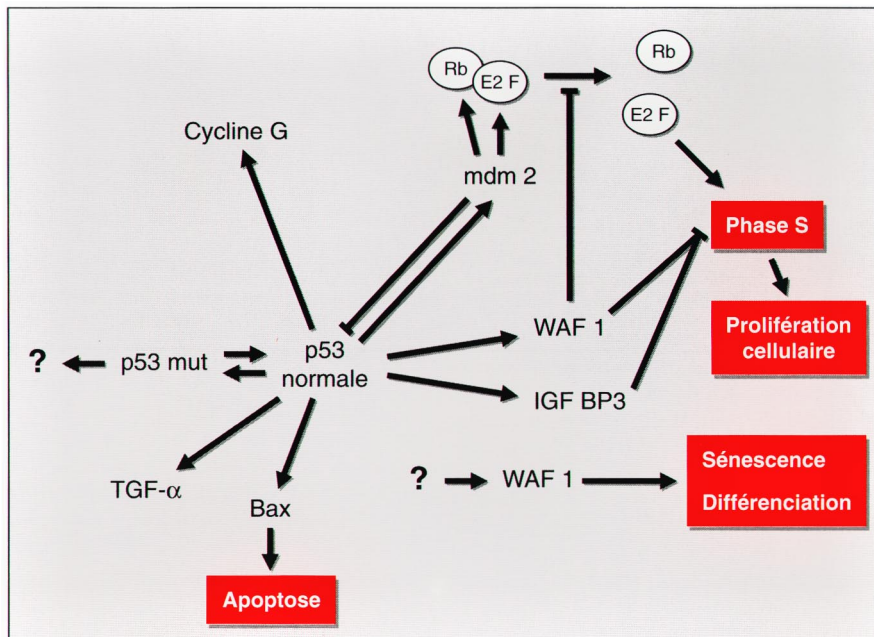 Rb
Rb
E2 F
E2 F
Cycline G
mdm 2
Phase S
WAF 1
Prolifération
cellulaire
? p53 mut
p53
normale
IGF BP3
Sénescence
? WAF 1
Différenciation
TGF-α
Bax
Apoptose